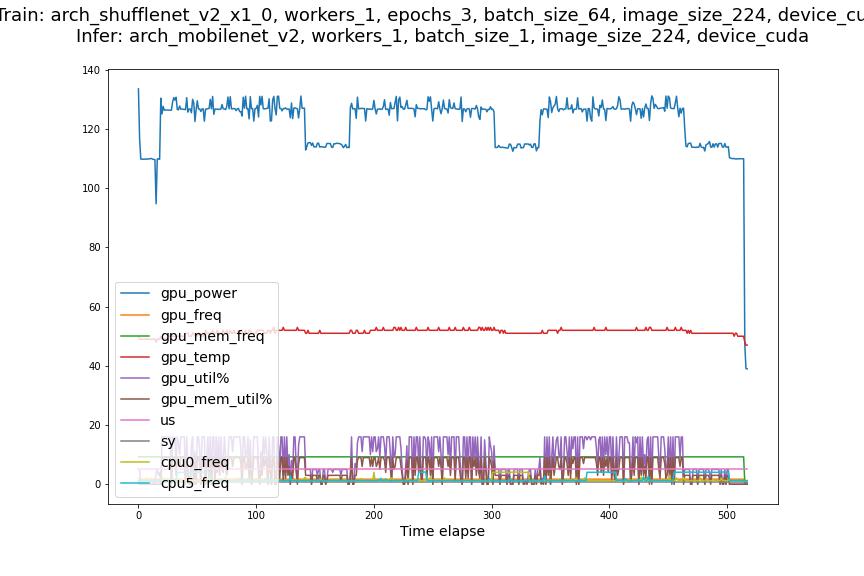 Train: arch_shufflenet_v2_x1_0, workers_1, epochs_3, batch_size_64, image_size_224, device_cu
Infer: arch_mobilenet_v2, workers_1, batch_size_1, image_size_224, device_cuda
140
120
100
80
60
40
20
0
gpu_power
gpu_freq
gpu_mem_freq
gpu_temp
gpu_util%
gpu_mem_util%
us
sy
cpu0_freq
cpu5_freq
0
100
200
300
400
500
Time elapse